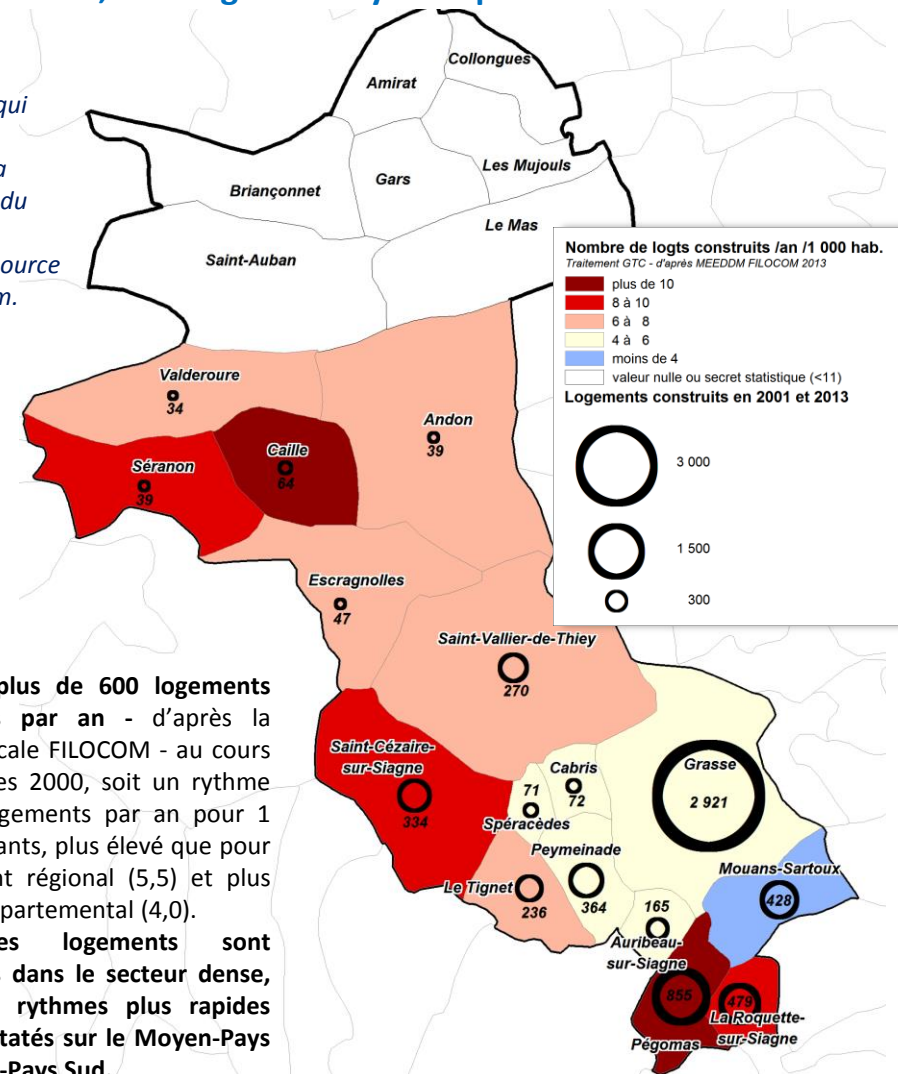 qui
a
du
ource
n.
Collongues
Amirat
Les Mujouls
Gars
Briançonnet
Le Mas
Saint-Auban
Nombre de logts construits /an /1 000 hab.
Traitement GTC - d'après MEEDDM FILOCOM 2013
plus de 10
8 à 10
6 à 8
4 à 6
moins de 4
valeur nulle ou secret statistique (<11)
Logements construits en 2001 et 2013
3 000
1 500
300
Valderoure
34
Andon
39
Caille
64
Séranon
39
Escragnolles
47
Saint-Vallier-de-Thiey
270
Saint-Cézaire-
sur-Siagne
334
Cabris
72
71
Spéracèdes
Grasse
2 921
Peymeinade
364
Le Tignet
236
Mouans-Sartoux
428
165
Auribeau-
sur-Siagne
855
Pégomas
479
La Roquette-
sur-Siagne
plus de 600 logements
par an - d'après la
cale FILOCOM - au cours
es 2000, soit un rythme
gements par an pour 1
ants, plus élevé que pour
nt régional (5,5) et plus
épartemental (4,0).
es logements sont
s dans le secteur dense,
rythmes plus rapides
tatés sur le Moyen-Pays
-Pays Sud.